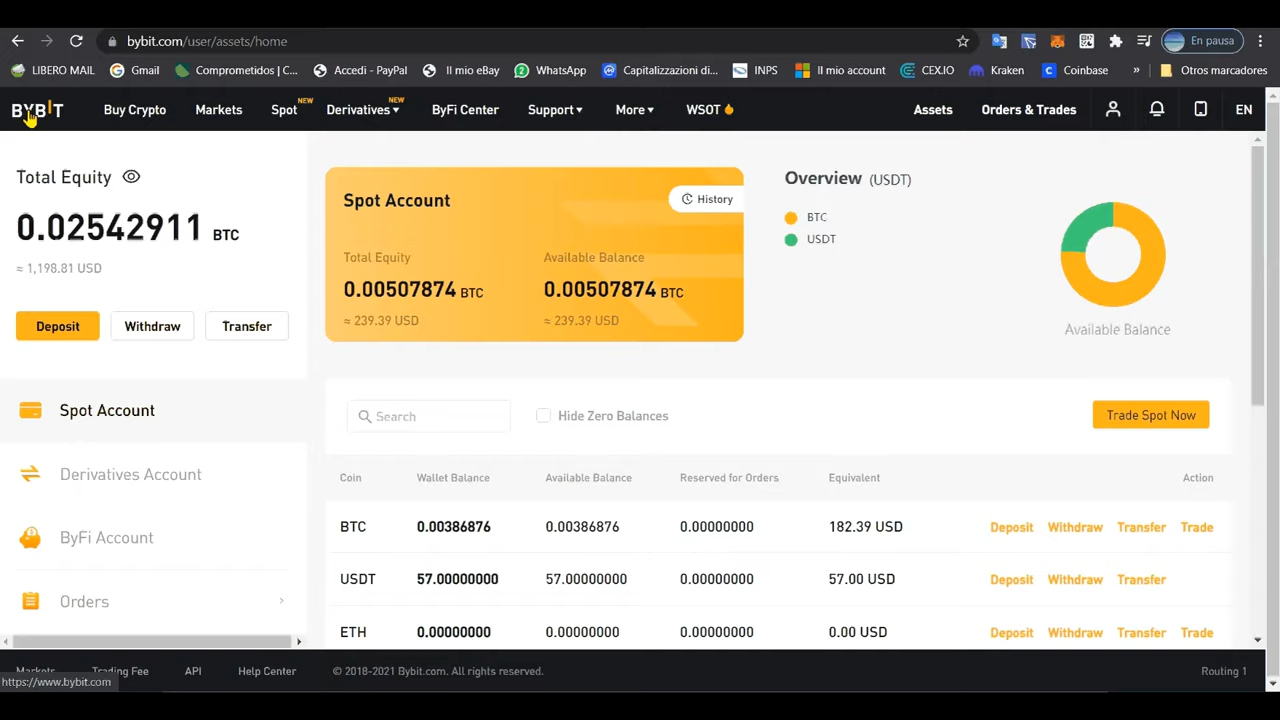 bybit.com/user/assets/home
En pausa
LIBERO MAIL Gmail Comprometidos | C... Accedi - PayPal Il mio eBay WhatsApp Capitalizzazioni di... INPS Il mio account CEX.IO Kraken Coinbase » Otros marcadores
BYBIT Buy Crypto Markets Spot NEW Derivatives NEW ByFi Center Support More WSOT Assets Orders & Trades EN
Total Equity
0.02542911 BTC
≈ 1,198.81 USD
Deposit Withdraw Transfer
Spot Account
Derivatives Account
ByFi Account
Orders
Spot Account History
Total Equity Available Balance
0.00507874 BTC 0.00507874 BTC
≈ 239.39 USD ≈ 239.39 USD
Overview (USDT)
BTC
USDT
Available Balance
Search Hide Zero Balances Trade Spot Now
Coin Wallet Balance Available Balance Reserved for Orders Equivalent Action
BTC 0.00386876 0.00386876 0.00000000 182.39 USD Deposit Withdraw Transfer Trade
USDT 57.00000000 57.00000000 0.00000000 57.00 USD Deposit Withdraw Transfer
ETH 0.00000000 0.00000000 0.00000000 0.00 USD Deposit Withdraw Transfer Trade
Markets Trading Fee API Help Center © 2018-2021 Bybit.com. All rights reserved. Routing 1
https://www.bybit.com